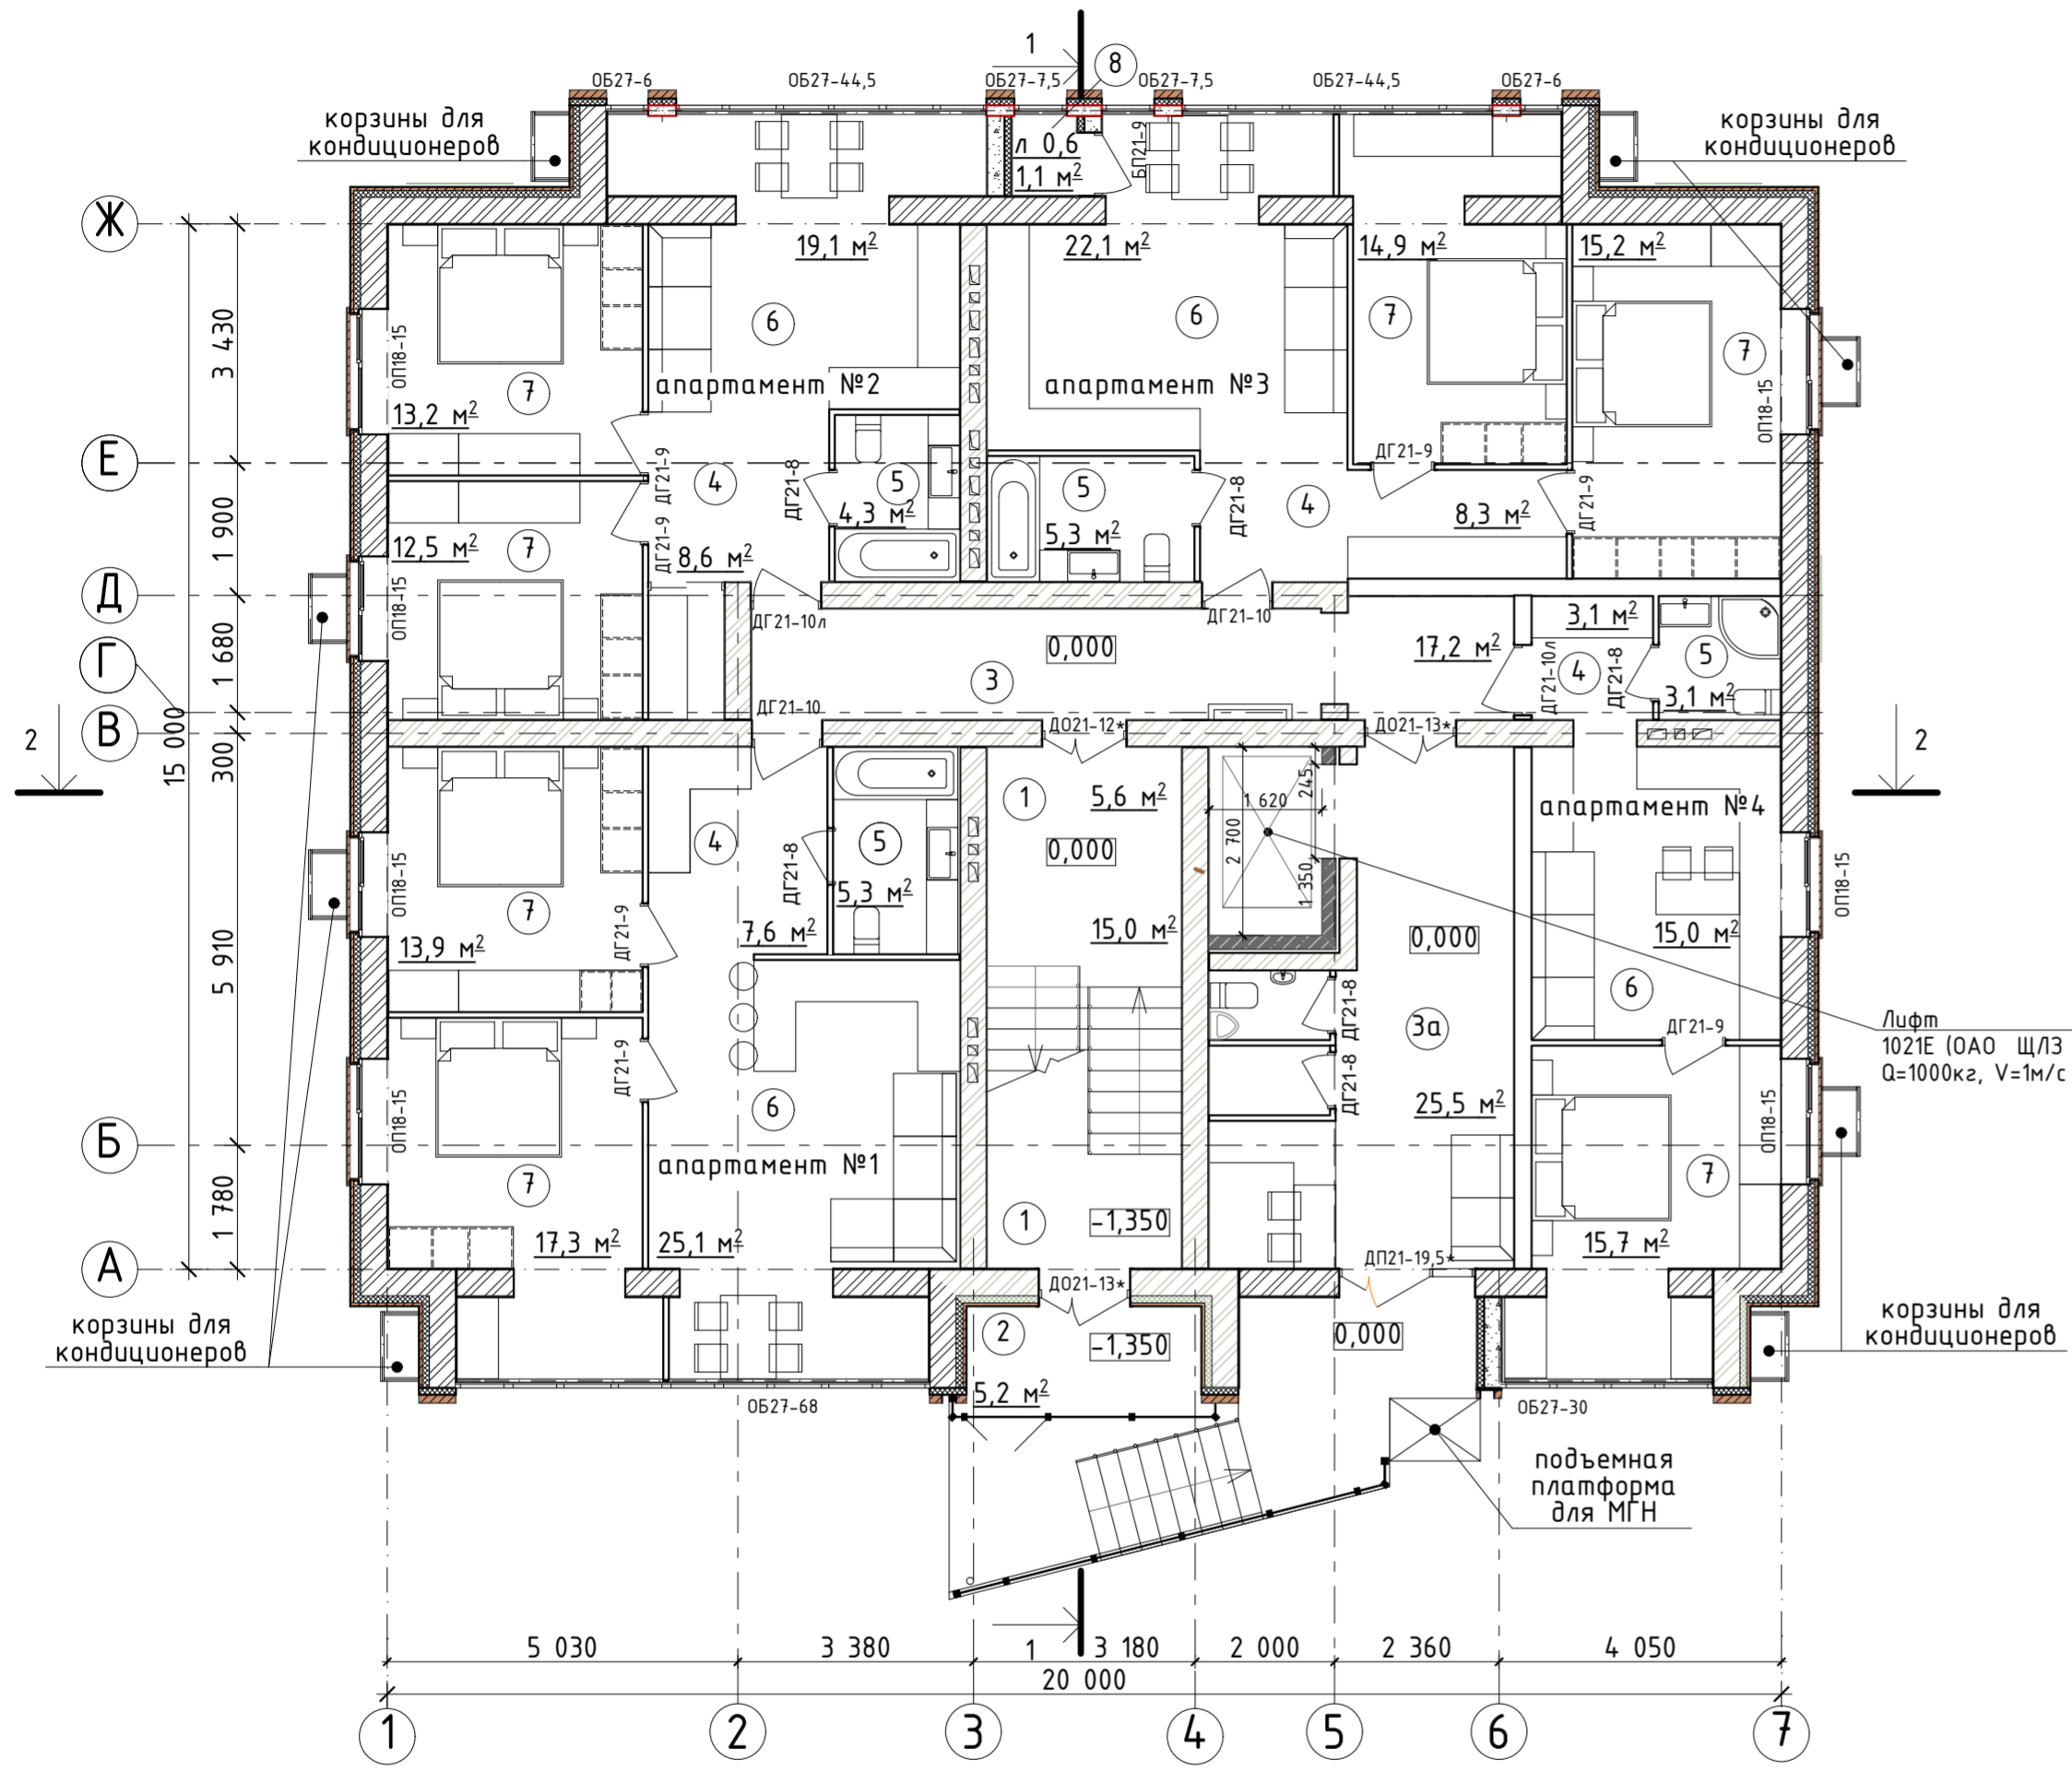 1
8
ОБ27-6
ОБ27-44,5
ОБ27-7,5
ОБ27-7,5
ОБ27-44,5
ОБ27-6
корзины для
кондиционеров
корзины для
кондиционеров
л 0,6
1,1 м²
БП21-9
Ж
19,1 м²
22,1 м²
14,9 м²
15,2 м²
3 430
ОП18-15
6
6
7
7
7
апартамент №2
апартамент №3
13,2 м²
ОП18-15
Е
ДГ21-9
4
ДГ21-8
5
4,3 м²
5
5,3 м²
ДГ21-8
4
ДГ21-9
8,3 м²
ДГ21-9
1 900
12,5 м²
7
ДГ21-9
8,6 м²
Д
ОП18-15
ДГ21-10л
ДГ21-10
3,1 м²
1 680
0,000
17,2 м²
Г
3
ДГ21-10л
4
ДГ21-8
5
3,1 м²
15 000
ДГ21-10
ДО21-12*
ДО21-13*
В
2
2
300
1
5,6 м²
1 620
245
апартамент №4
4
0,000
2 700
ОП18-15
ДГ21-8
5
5,3 м²
1 350
ОП18-15
7
ДГ21-9
7,6 м²
15,0 м²
0,000
15,0 м²
13,9 м²
5 910
6
ДГ21-8
3а
ДГ21-9
Лифт
1021Е (ОАО ЩЛЗ
Q=1000кг, V=1м/с
ДГ21-9
ДГ21-8
6
25,5 м²
ОП18-15
ОП18-15
Б
апартамент №1
7
7
1 780
1
-1,350
17,3 м²
25,1 м²
15,7 м²
А
ДО21-13*
ДП21-19,5*
корзины для
кондиционеров
2
-1,350
0,000
корзины для
кондиционеров
5,2 м²
ОБ27-68
ОБ27-30
подъемная
платформа
для МГН
5 030
3 380
1
3 180
2 000
2 360
4 050
20 000
1
2
3
4
5
6
7